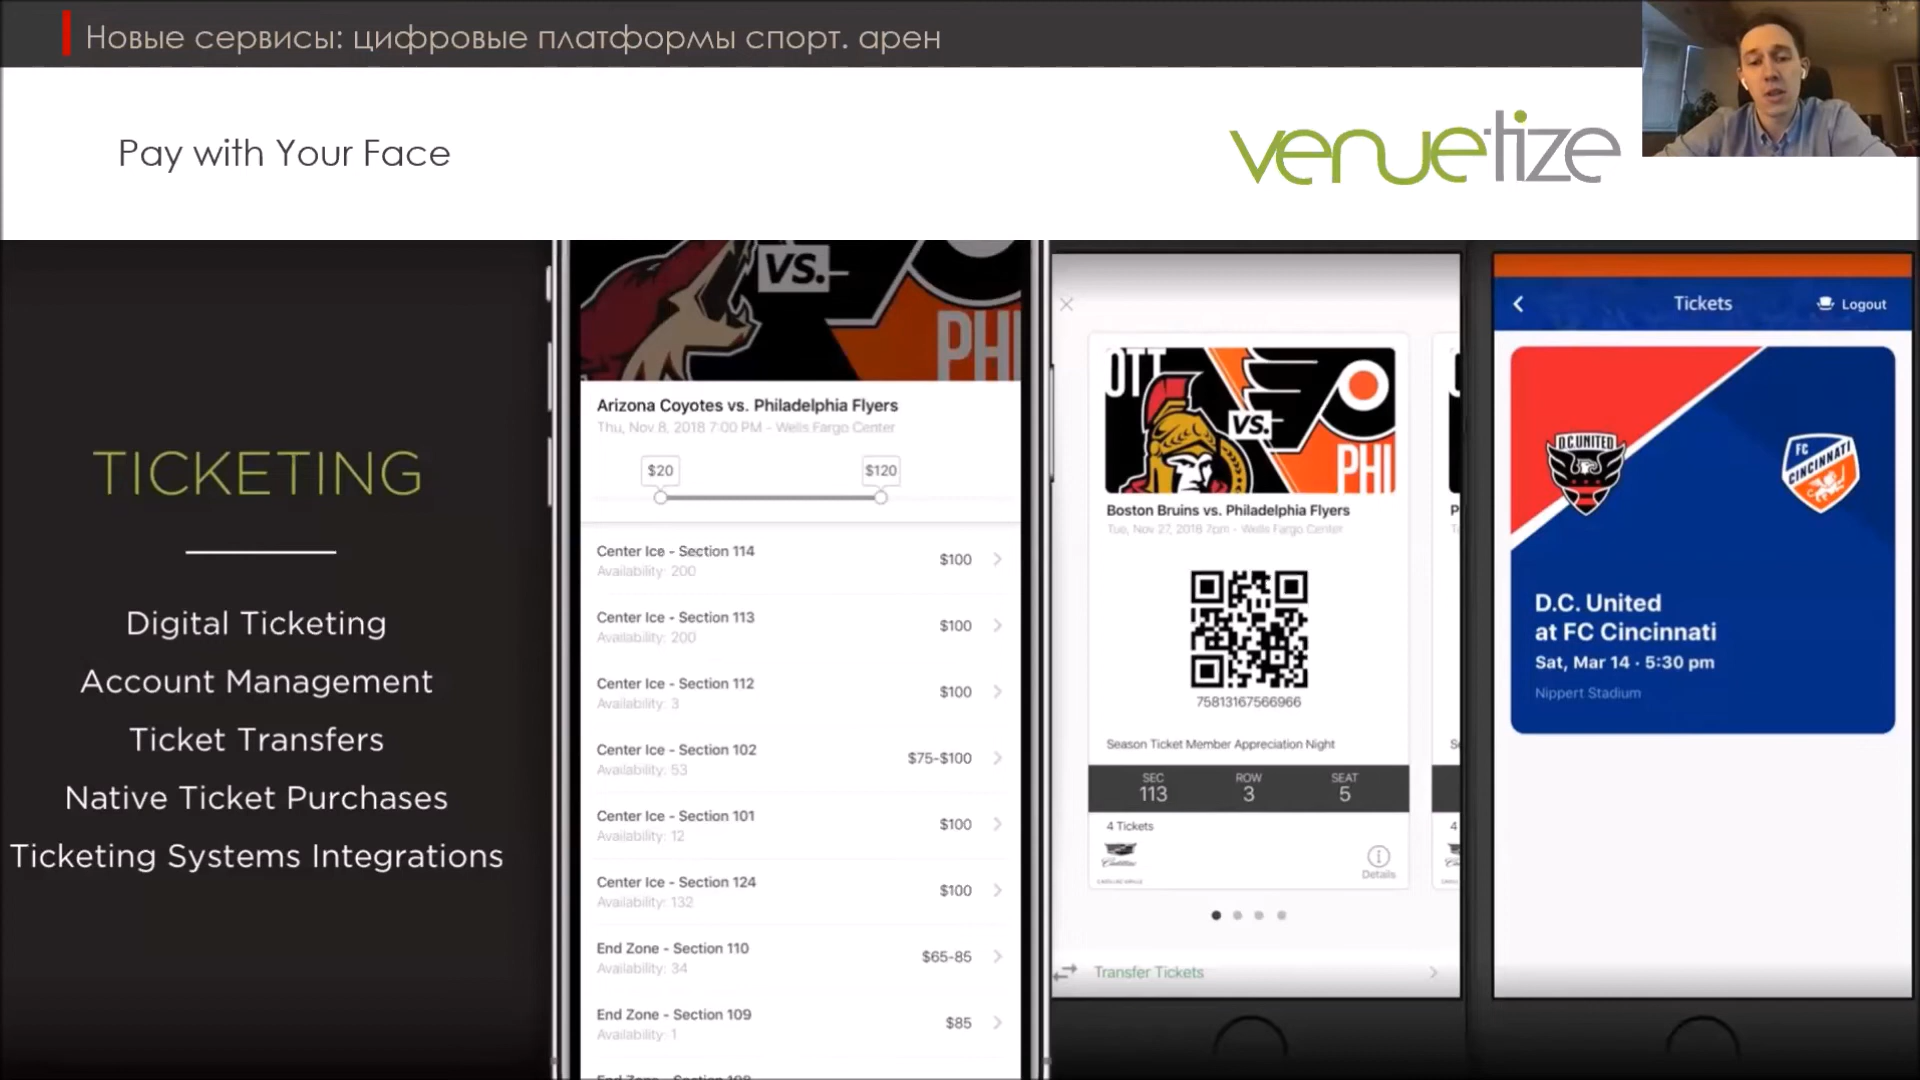 Новые сервисы: цифровые платформы спорт. арен
Pay with Your Face
venuetize
TICKETING
Digital Ticketing
Account Management
Ticket Transfers
Native Ticket Purchases
Ticketing Systems Integrations
VS.
PHI
Arizona Coyotes vs. Philadelphia Flyers
Thu, Nov 8, 2018 7:00 PM - Wells Fargo Center
$20
$120
Center Ice - Section 114
Availability: 200
$100
Center Ice - Section 113
Availability: 200
$100
Center Ice - Section 112
Availability: 3
$100
Center Ice - Section 102
Availability: 53
$75-$100
Center Ice - Section 101
Availability: 12
$100
Center Ice - Section 124
Availability: 132
$100
End Zone - Section 110
Availability: 34
$65-85
End Zone - Section 109
Availability: 1
$85
OTT
VS.
PHI
Boston Bruins vs. Philadelphia Flyers
Tue, Nov 27, 2018 7pm - Wells Fargo Center
75813167566966
Season Ticket Member Appreciation Night
SEC
113
ROW
3
SEAT
5
4 Tickets
Cadillac
Details
Transfer Tickets
Tickets
Logout
D.C. UNITED
FC
CINCINNATI
D.C. United
at FC Cincinnati
Sat, Mar 14 · 5:30 pm
Nippert Stadium